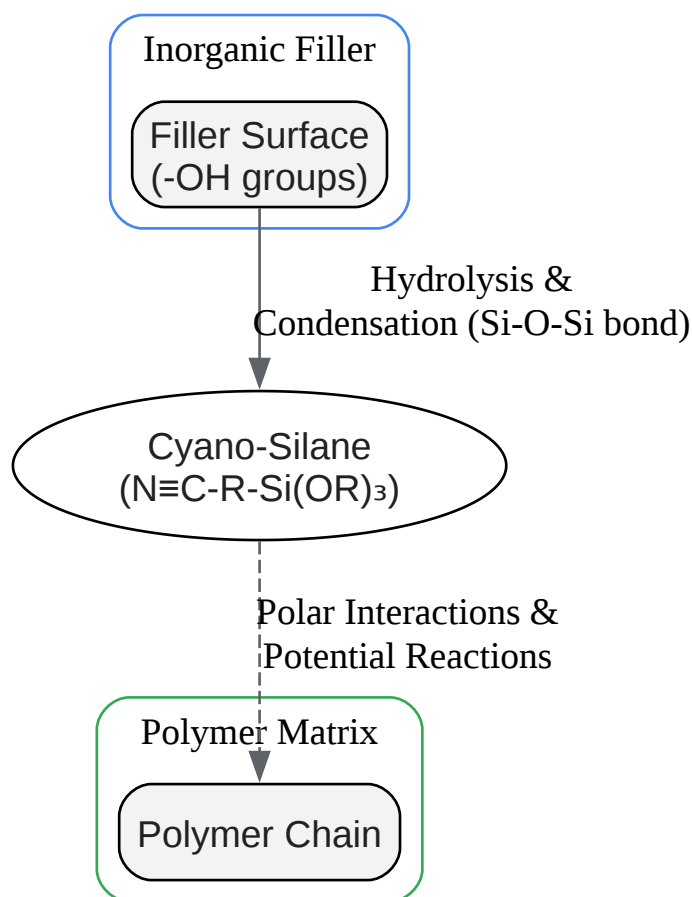 Inorganic Filler
Filler Surface
(-OH groups)
Hydrolysis &
Condensation (Si-O-Si bond)
Cyano-Silane
(N≡C-R-Si(OR)₃)
Polar Interactions &
Potential Reactions
Polymer Matrix
Polymer Chain